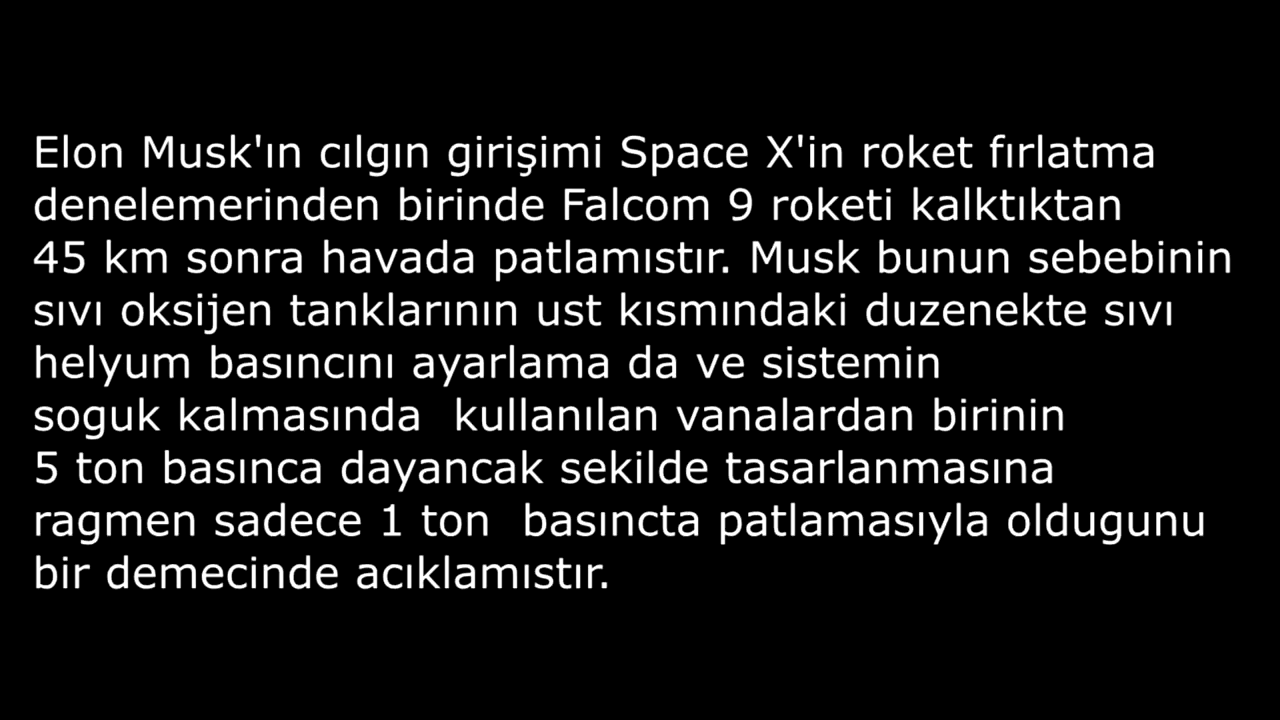 Elon Musk'ın cılgın girişimi Space X'in roket fırlatma
denelemerinden birinde Falcom 9 roketi kalktıktan
45 km sonra havada patlamıstır. Musk bunun sebebinin
sıvı oksijen tanklarının ust kısmındaki duzenekte sıvı
helyum basıncını ayarlama da ve sistemin
soguk kalmasında  kullanılan vanalardan birinin
5 ton basınca dayancak sekilde tasarlanmasına
ragmen sadece 1 ton  basıncta patlamasıyla oldugunu
bir demecinde acıklamıstır.